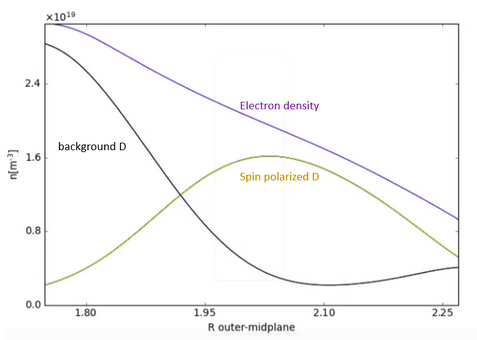 ×10¹⁹
2.4
Electron density
background D
1.6
n[m⁻³]
Spin polarized D
0.8
0.0
1.80 1.95 2.10 2.25
R outer-midplane